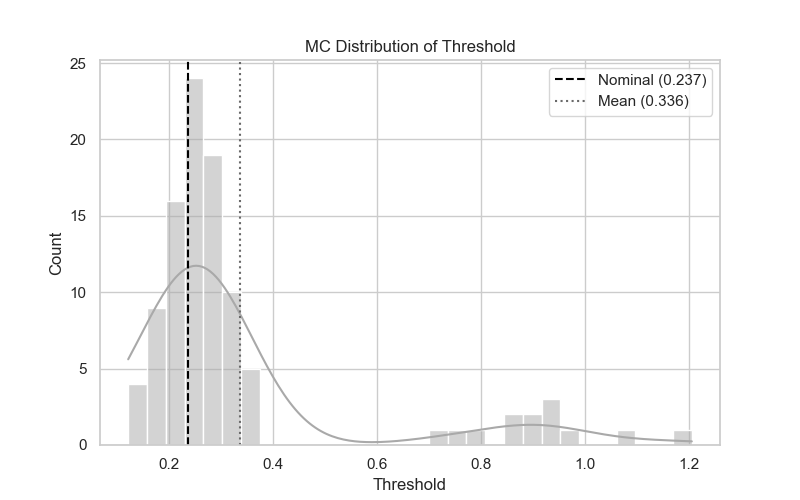 MC Distribution of Threshold
25
20
15
10
5
0
Count
Nominal (0.237)
Mean (0.336)
0.2
0.4
0.6
0.8
1.0
1.2
Threshold